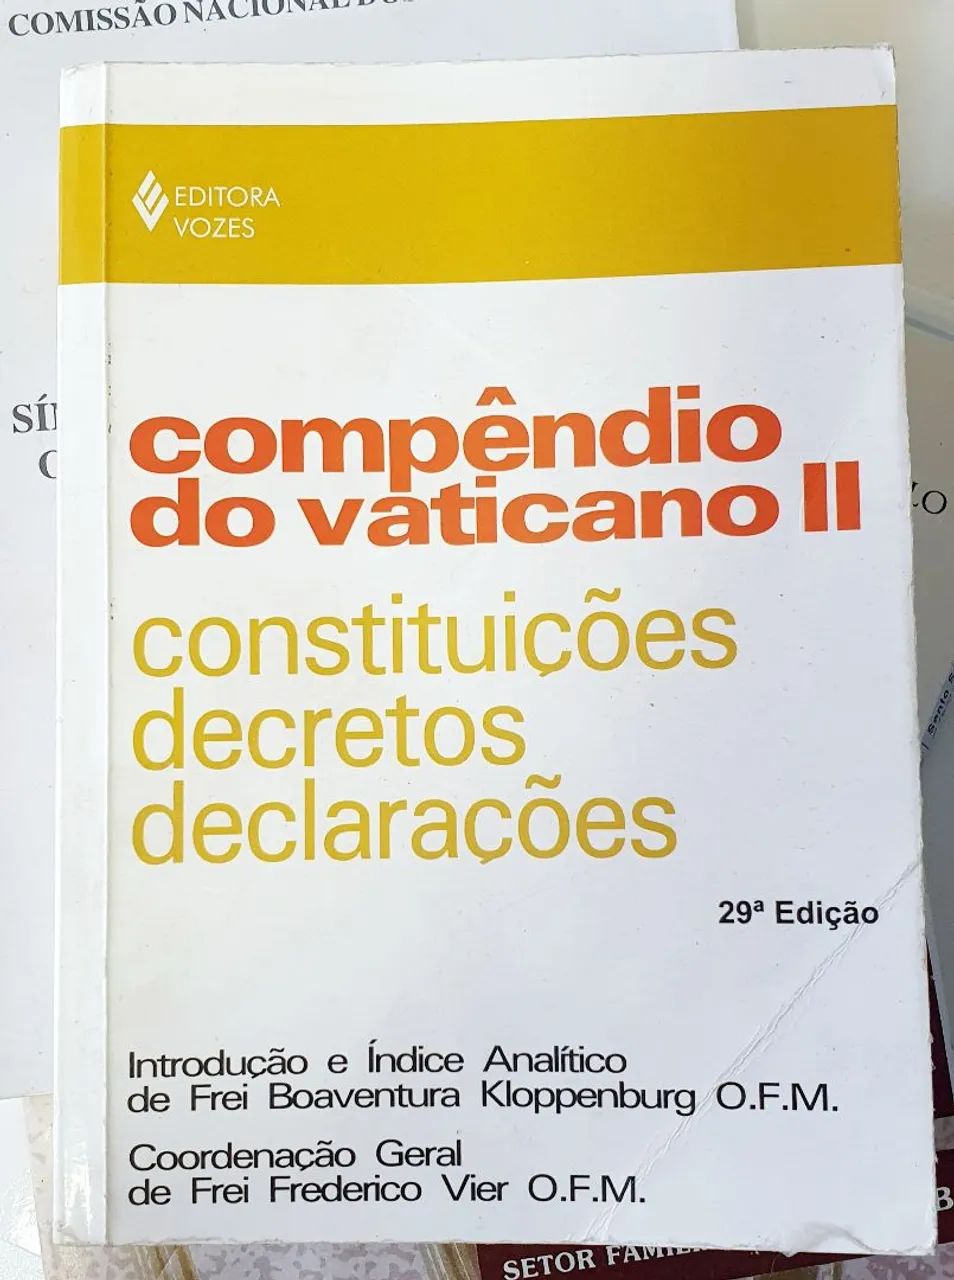 COMISSÃO NACIONAL
EDITORA
VOZES
compêndio
do vaticano II
constituições
decretos
declarações
29ª Edição
Introdução e Índice Analítico
de Frei Boaventura Kloppenburg O.F.M.
Coordenação Geral
de Frei Frederico Vier O.F.M.
SETOR